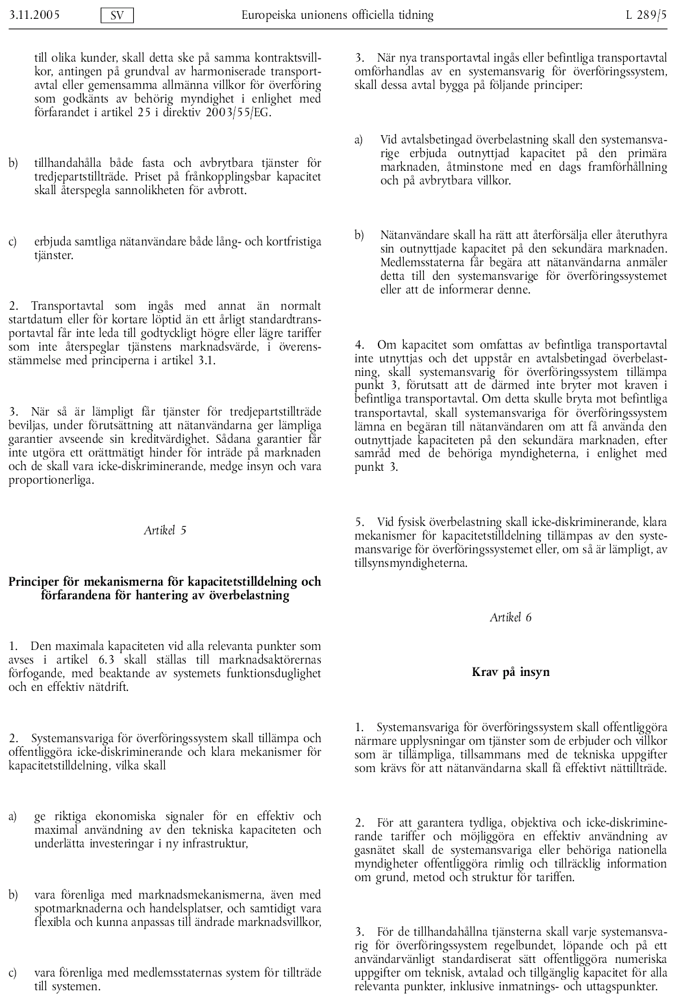 3.11.2005
SV
Europeiska unionens officiella tidning
L 289/5
till olika kunder, skall detta ske på samma kontraktsvill-
kor, antingen på grundval av harmoniserade transport-
avtal eller gemensamma allmänna villkor för överföring
som godkänts av behörig myndighet i enlighet med
förfarandet i artikel 25 i direktiv 2003/55/EG.
b) tillhandahålla både fasta och avbrytbara tjänster för
tredjepartstillträde. Priset på frånkopplingsbar kapacitet
skall återspegla sannolikheten för avbrott.
c) erbjuda samtliga nätanvändare både lång- och kortfristiga
tjänster.
2. Transportavtal som ingås med annat än normalt
startdatum eller för kortare löptid än ett årligt standardtrans-
portavtal får inte leda till godtyckligt högre eller lägre tariffer
som inte återspeglar tjänstens marknadsvärde, i överens-
stämmelse med principerna i artikel 3.1.
3. När så är lämpligt får tjänster för tredjepartstillträde
beviljas, under förutsättning att nätanvändarna ger lämpliga
garantier avseende sin kreditvärdighet. Sådana garantier får
inte utgöra ett orättmätigt hinder för inträde på marknaden
och de skall vara icke-diskriminerande, medge insyn och vara
proportionerliga.
Artikel 5
Principer för mekanismerna för kapacitetstilldelning och
förfarandena för hantering av överbelastning
1. Den maximala kapaciteten vid alla relevanta punkter som
avses i artikel 6.3 skall ställas till marknadsaktörernas
förfogande, med beaktande av systemets funktionsduglighet
och en effektiv nätdrift.
2. Systemansvariga för överföringssystem skall tillämpa och
offentliggöra icke-diskriminerande och klara mekanismer för
kapacitetstilldelning, vilka skall
a) ge riktiga ekonomiska signaler för en effektiv och
maximal användning av den tekniska kapaciteten och
underlätta investeringar i ny infrastruktur,
b) vara förenliga med marknadsmekanismerna, även med
spotmarknaderna och handelsplatser, och samtidigt vara
flexibla och kunna anpassas till ändrade marknadsvillkor,
c) vara förenliga med medlemsstaternas system för tillträde
till systemen.
3. När nya transportavtal ingås eller befintliga transportavtal
omförhandlas av en systemansvarig för överföringssystem,
skall dessa avtal bygga på följande principer:
a) Vid avtalsbetingad överbelastning skall den systemansva-
rige erbjuda outnyttjad kapacitet på den primära
marknaden, åtminstone med en dags framförhållning
och på avbrytbara villkor.
b) Nätanvändare skall ha rätt att återförsälja eller återuthyra
sin outnyttjade kapacitet på den sekundära marknaden.
Medlemsstaterna får begära att nätanvändarna anmäler
detta till den systemansvarige för överföringssystemet
eller att de informerar denne.
4. Om kapacitet som omfattas av befintliga transportavtal
inte utnyttjas och det uppstår en avtalsbetingad överbelast-
ning, skall systemansvarig för överföringssystem tillämpa
punkt 3, förutsatt att de därmed inte bryter mot kraven i
befintliga transportavtal. Om detta skulle bryta mot befintliga
transportavtal, skall systemansvariga för överföringssystem
lämna en begäran till nätanvändaren om att få använda den
outnyttjade kapaciteten på den sekundära marknaden, efter
samråd med de behöriga myndigheterna, i enlighet med
punkt 3.
5. Vid fysisk överbelastning skall icke-diskriminerande, klara
mekanismer för kapacitetstilldelning tillämpas av den syste-
mansvarige för överföringssystemet eller, om så är lämpligt, av
tillsynsmyndigheterna.
Artikel 6
Krav på insyn
1. Systemansvariga för överföringssystem skall offentliggöra
närmare upplysningar om tjänster som de erbjuder och villkor
som är tillämpliga, tillsammans med de tekniska uppgifter
som krävs för att nätanvändarna skall få effektivt nättillträde.
2. För att garantera tydliga, objektiva och icke-diskrimine-
rande tariffer och möjliggöra en effektiv användning av
gasnätet skall de systemansvariga eller behöriga nationella
myndigheter offentliggöra rimlig och tillräcklig information
om grund, metod och struktur för tariffen.
3. För de tillhandahållna tjänsterna skall varje systemansva-
rig för överföringssystem regelbundet, löpande och på ett
användarvänligt standardiserat sätt offentliggöra numeriska
uppgifter om teknisk, avtalad och tillgänglig kapacitet för alla
relevanta punkter, inklusive inmatnings- och uttagspunkter.